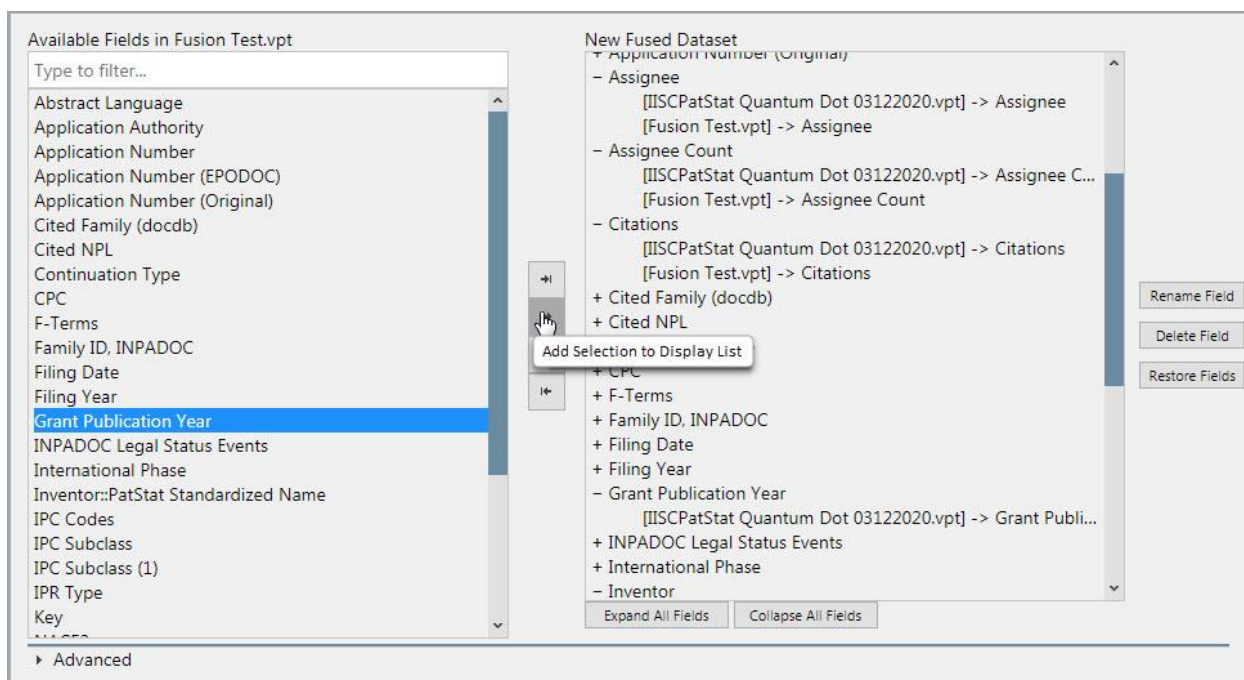 Available Fields in Fusion Test.vpt
Type to filter...
Abstract Language
Application Authority
Application Number
Application Number (EPODOC)
Application Number (Original)
Cited Family (docdb)
Cited NPL
Continuation Type
CPC
F-Terms
Family ID, INPADOC
Filing Date
Filing Year
Grant Publication Year
INPADOC Legal Status Events
International Phase
Inventor::PatStat Standardized Name
IPC Codes
IPC Subclass
IPC Subclass (1)
IPR Type
Key
Add Selection to Display List
New Fused Dataset
+ Application Number (Original)
− Assignee
[IISCPatStat Quantum Dot 03122020.vpt] -> Assignee
[Fusion Test.vpt] -> Assignee
− Assignee Count
[IISCPatStat Quantum Dot 03122020.vpt] -> Assignee C...
[Fusion Test.vpt] -> Assignee Count
− Citations
[IISCPatStat Quantum Dot 03122020.vpt] -> Citations
[Fusion Test.vpt] -> Citations
+ Cited Family (docdb)
+ Cited NPL
+ CPC
+ F-Terms
+ Family ID, INPADOC
+ Filing Date
+ Filing Year
− Grant Publication Year
[IISCPatStat Quantum Dot 03122020.vpt] -> Grant Publi...
+ INPADOC Legal Status Events
+ International Phase
− Inventor
Expand All Fields
Collapse All Fields
Rename Field
Delete Field
Restore Fields
Advanced